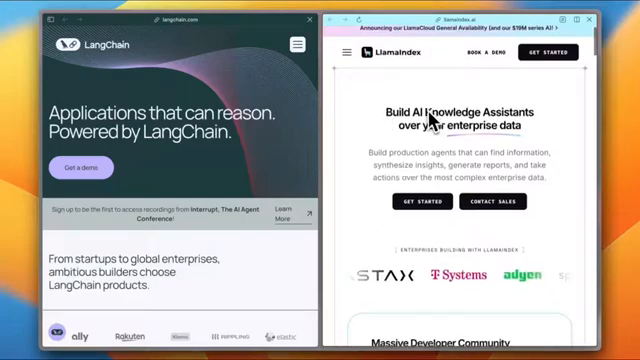 langchain.com
LangChain
Applications that can reason.
Powered by LangChain.
Get a demo
Sign up to be the first to access recordings from Interrupt, The AI Agent
Conference!
Learn
More
From startups to global enterprises,
ambitious builders choose
LangChain products.
ally
Rakuten
Klarna
RIPPLING
elastic
llamaindex.ai
Announcing our LlamaCloud General Availability (and our $19M series A)!
LlamaIndex
BOOK A DEMO
GET STARTED
Build AI Knowledge Assistants
over your enterprise data
Build production agents that can find information,
synthesize insights, generate reports, and take
actions over the most complex enterprise data.
GET STARTED
CONTACT SALES
ENTERPRISES BUILDING WITH LLAMAINDEX
STAX
T Systems
adyen
Massive Developer Community